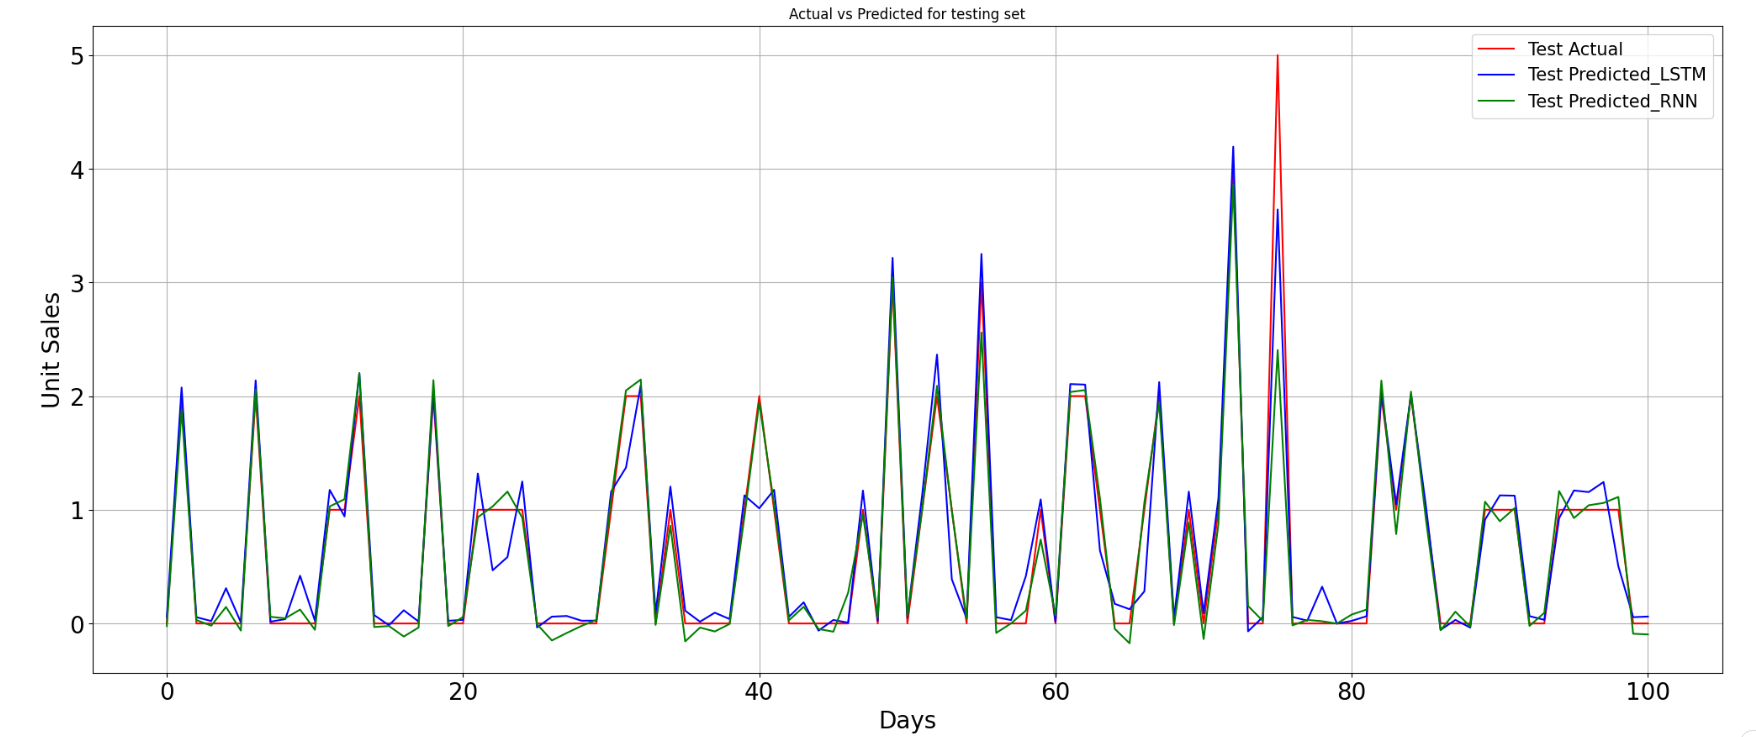 Actual vs Predicted for testing set
Test Actual
Test Predicted_LSTM
Test Predicted_RNN
5
4
3
2
1
0
Unit Sales
0 20 40 60 80 100
Days